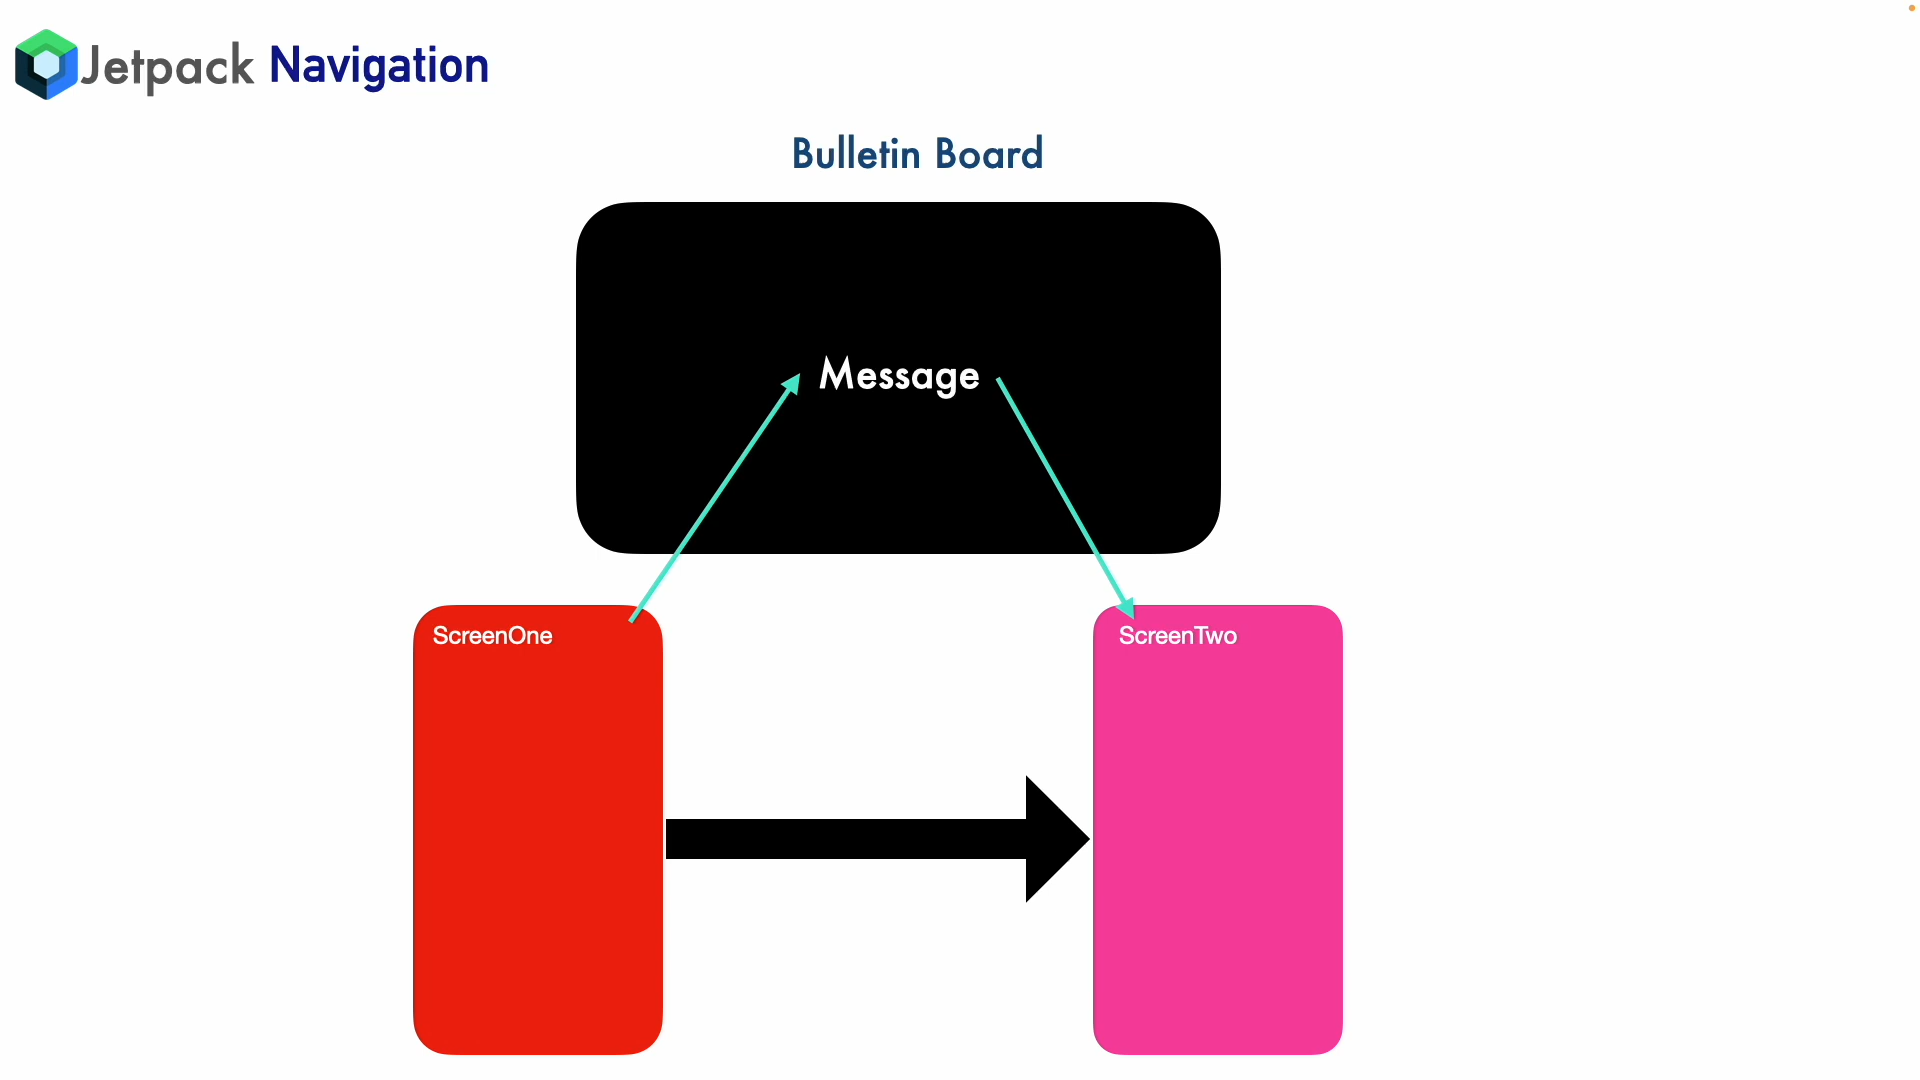 Jetpack Navigation
Bulletin Board
Message
ScreenOne
ScreenTwo